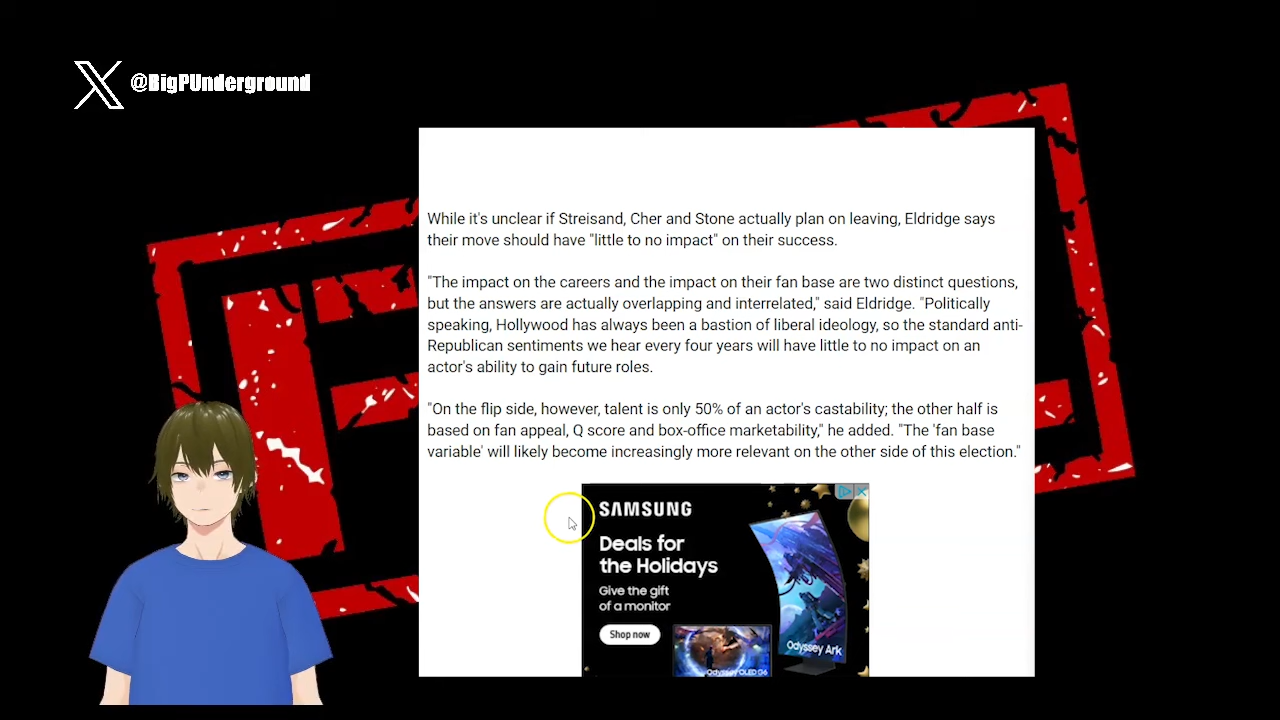 @BigPUnderground
While it's unclear if Streisand, Cher and Stone actually plan on leaving, Eldridge says
their move should have "little to no impact" on their success.
"The impact on the careers and the impact on their fan base are two distinct questions,
but the answers are actually overlapping and interrelated," said Eldridge. "Politically
speaking, Hollywood has always been a bastion of liberal ideology, so the standard anti-
Republican sentiments we hear every four years will have little to no impact on an
actor's ability to gain future roles.
"On the flip side, however, talent is only 50% of an actor's castability; the other half is
based on fan appeal, Q score and box-office marketability," he added. "The 'fan base
variable' will likely become increasingly more relevant on the other side of this election."
SAMSUNG
Deals for
the Holidays
Give the gift
of a monitor
Shop now
Odyssey Ark
Odyssey OLED G6